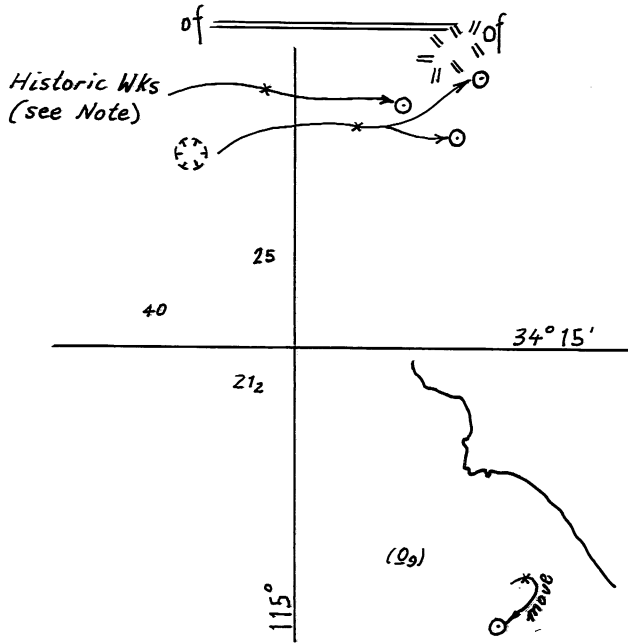 of of
Historic Wks
(see Note)
25
40
34° 15'
21₂
(0₉)
115°
move